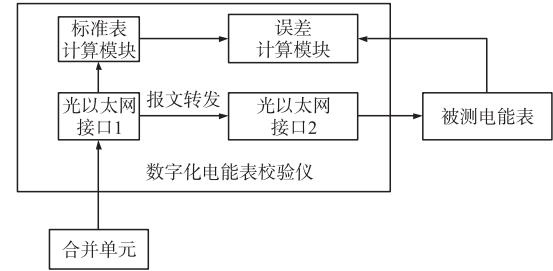 标准表
计算模块
误差
计算模块
光以太网
接口1
报文转发
光以太网
接口2
被测电能表
数字化电能表校验仪
合并单元